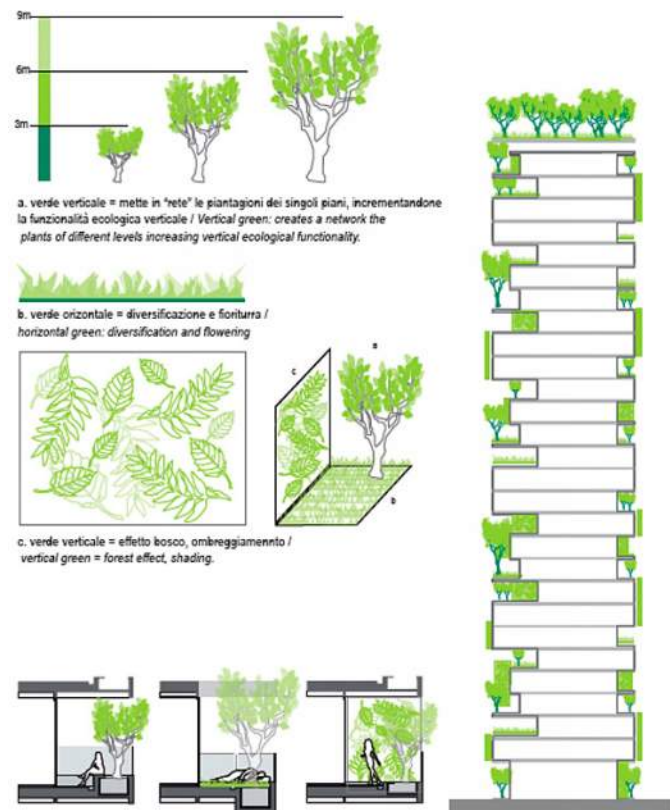 9m
6m
3m
a. verde verticale = mette in “rete” le piantagioni dei singoli piani, incrementandone
la funzionalità ecologica verticale / Vertical green: creates a network the
plants of different levels increasing vertical ecological functionality.
b. verde orizontale = diversificazione e fioriturra /
horizontal green: diversification and flowering
c
a
b
c. verde verticale = effetto bosco, ombreggiamennto /
vertical green = forest effect, shading.